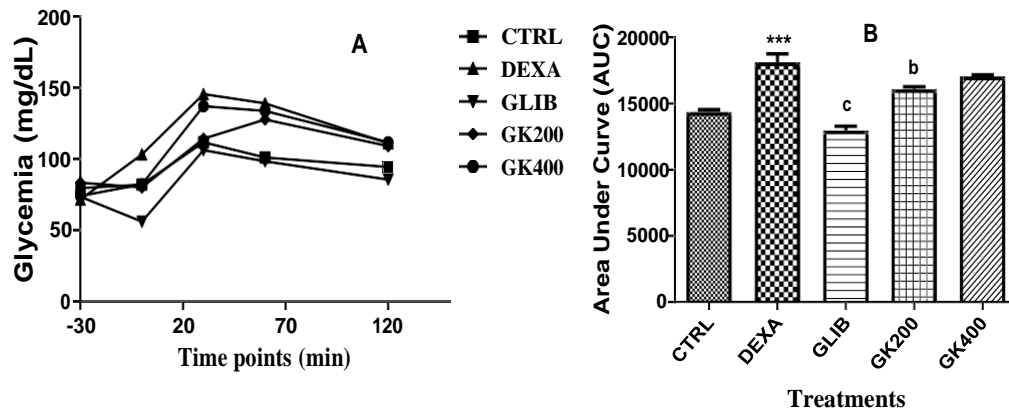 A
Glycemia (mg/dL)
200
150
100
50
0
-30
20
70
120
Time points (min)
CTRL
DEXA
GLIB
GK200
GK400
B
Area Under Curve (AUC)
20000
15000
10000
5000
0
***
c
b
CTRL
DEXA
GLIB
GK200
GK400
Treatments